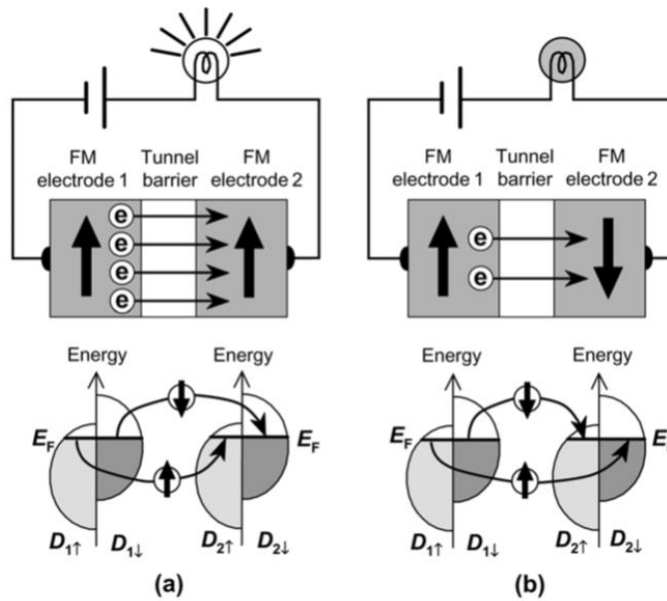 FM Tunnel FM
electrode 1 barrier electrode 2
e
e
e
e
Energy Energy
E_F E_F
D_1↑ D_1↓ D_2↑ D_2↓
(a)
FM Tunnel FM
electrode 1 barrier electrode 2
e
e
Energy Energy
E_F
D_1↑ D_1↓ D_2↑ D_2↓
(b)